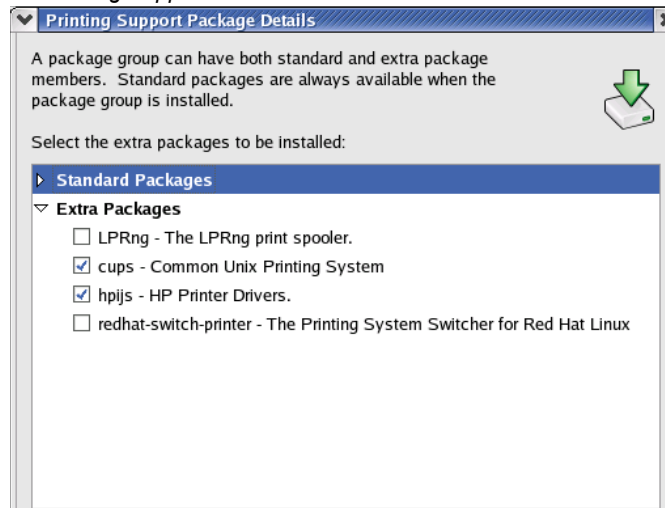 Printing Support Package Details
A package group can have both standard and extra package
members. Standard packages are always available when the
package group is installed.
Select the extra packages to be installed:
Standard Packages
Extra Packages
LPRng - The LPRng print spooler.
cups - Common Unix Printing System
hpijs - HP Printer Drivers.
redhat-switch-printer - The Printing System Switcher for Red Hat Linux